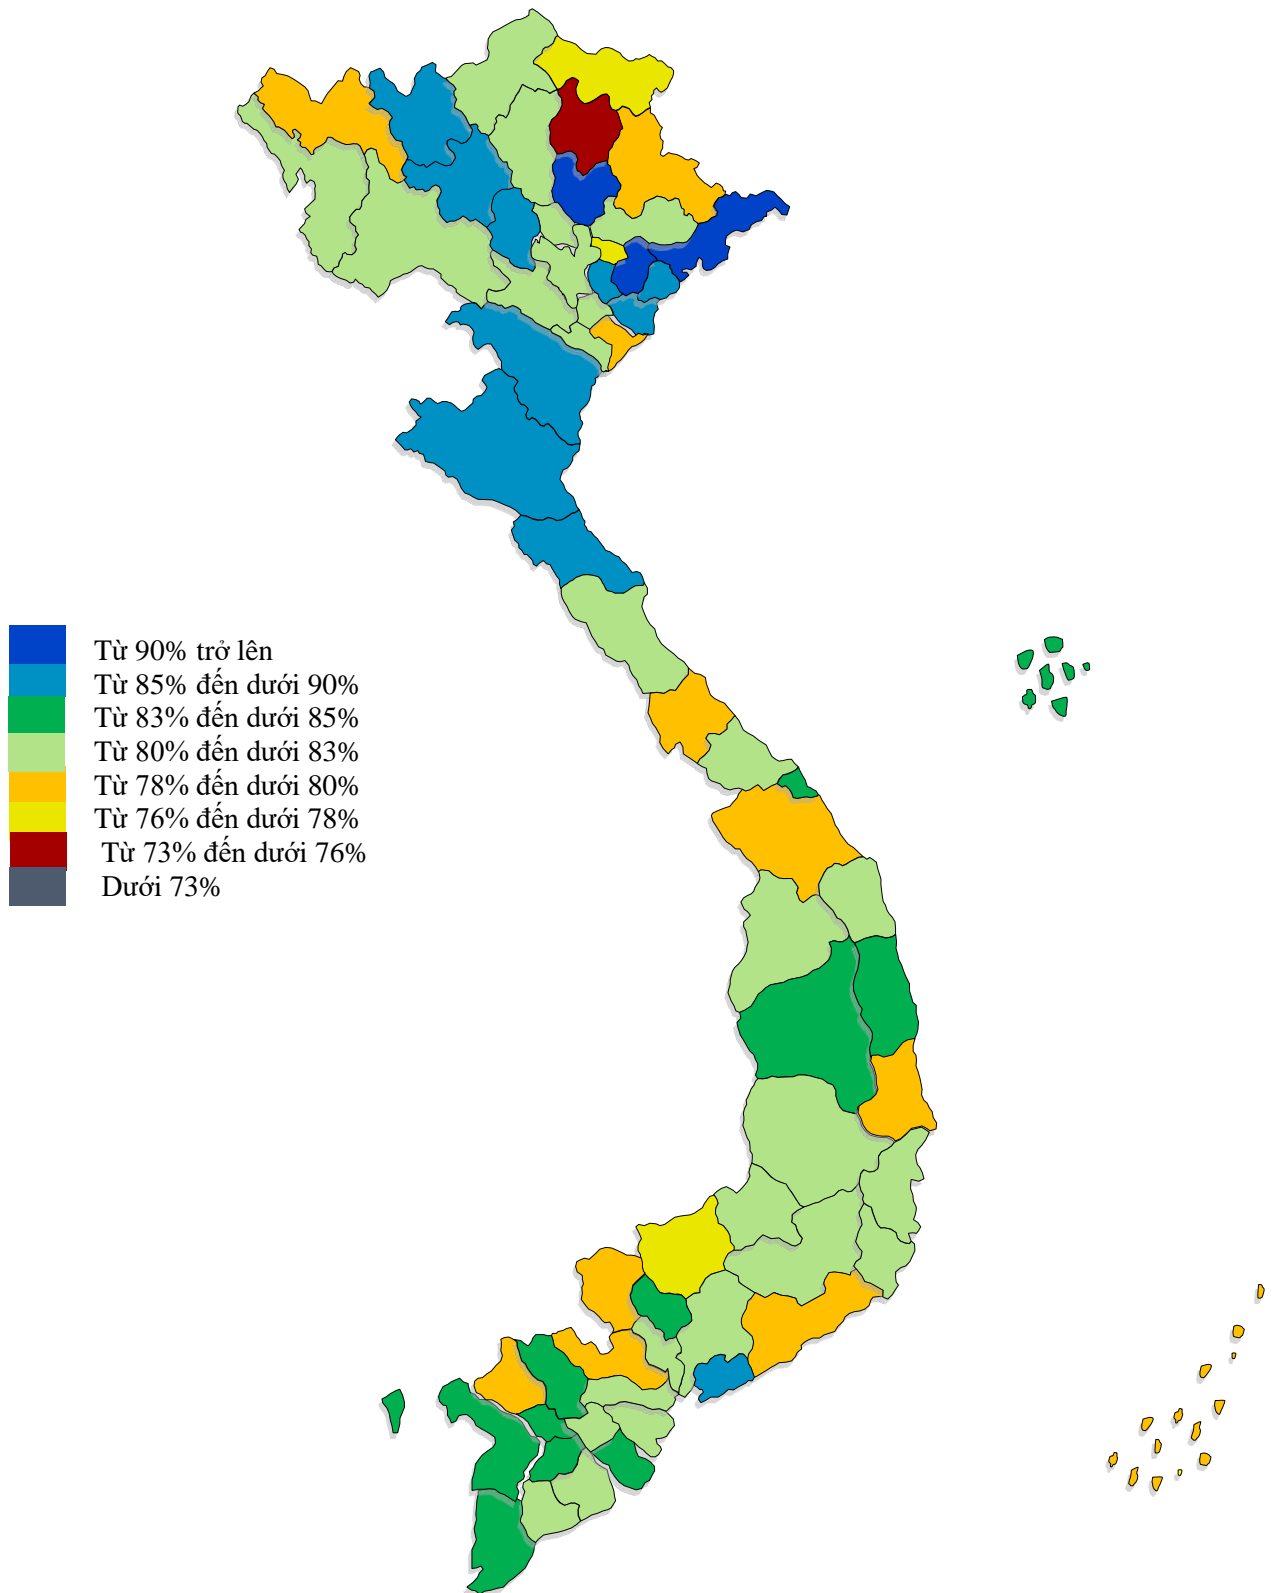 Từ 90% trở lên
Từ 85% đến dưới 90%
Từ 83% đến dưới 85%
Từ 80% đến dưới 83%
Từ 78% đến dưới 80%
Từ 76% đến dưới 78%
Từ 73% đến dưới 76%
Dưới 73%